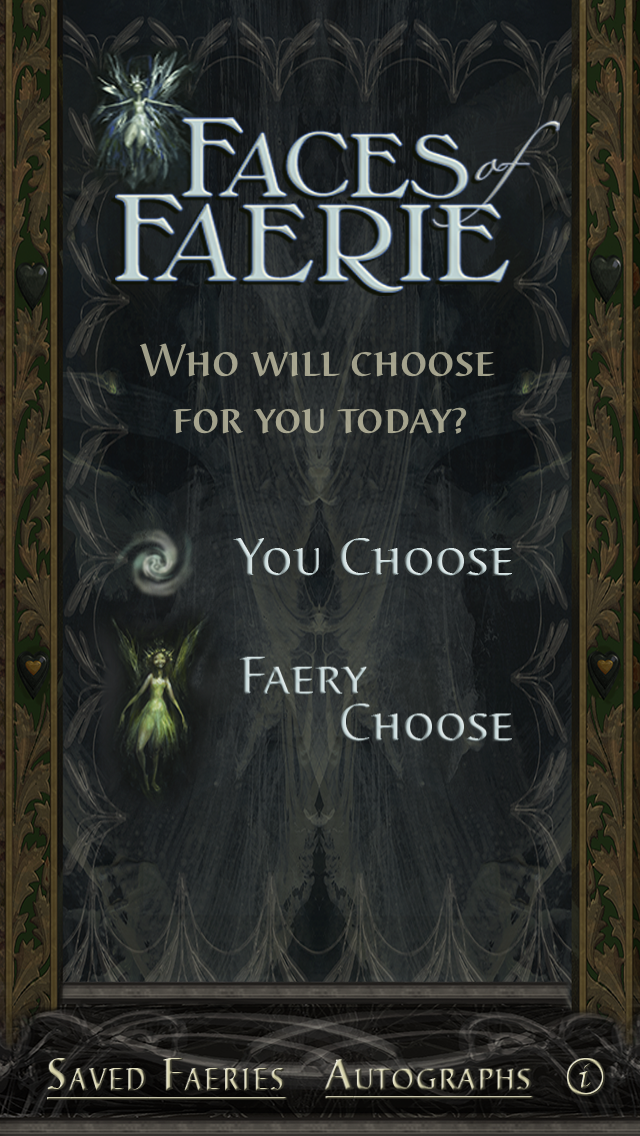 Faces of
Faerie
Who will choose
for you today?
You Choose
Faery
Choose
Saved Faeries Autographs i